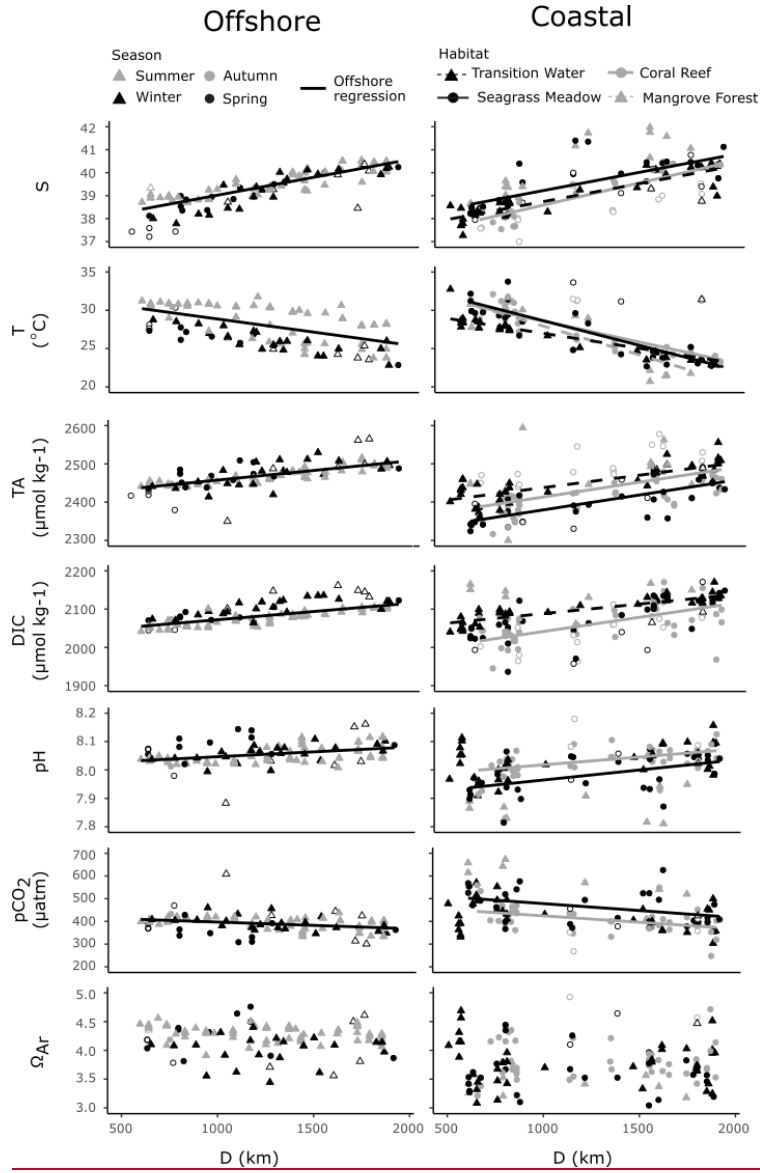 Offshore Coastal
Season Habitat
Summer Autumn Transition Water Coral Reef
Winter Spring Offshore regression Seagrass Meadow Mangrove Forest
42
41
40
39
38
37
S
35
30
25
20
T
(°C)
2600
2500
2400
2300
TA
(µmol kg-1)
2200
2100
2000
1900
DIC
(µmol kg-1)
8.2
8.1
8.0
7.9
7.8
pH
700
600
500
400
300
200
pCO2
(µatm)
5.0
4.5
4.0
3.5
3.0
ΩAr
500 1000 1500 2000 500 1000 1500 2000
D (km) D (km)